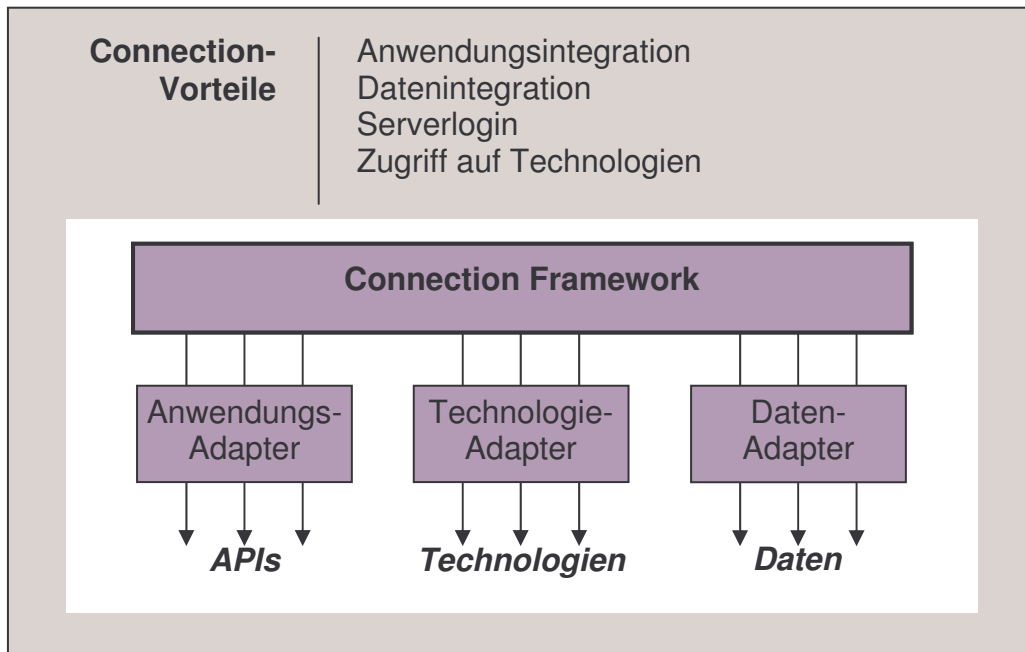 Connection-
Vorteile
Anwendungsintegration
Datenintegration
Serverlogin
Zugriff auf Technologien
Connection Framework
Anwendungs-
Adapter
Technologie-
Adapter
Daten-
Adapter
APIs
Technologien
Daten